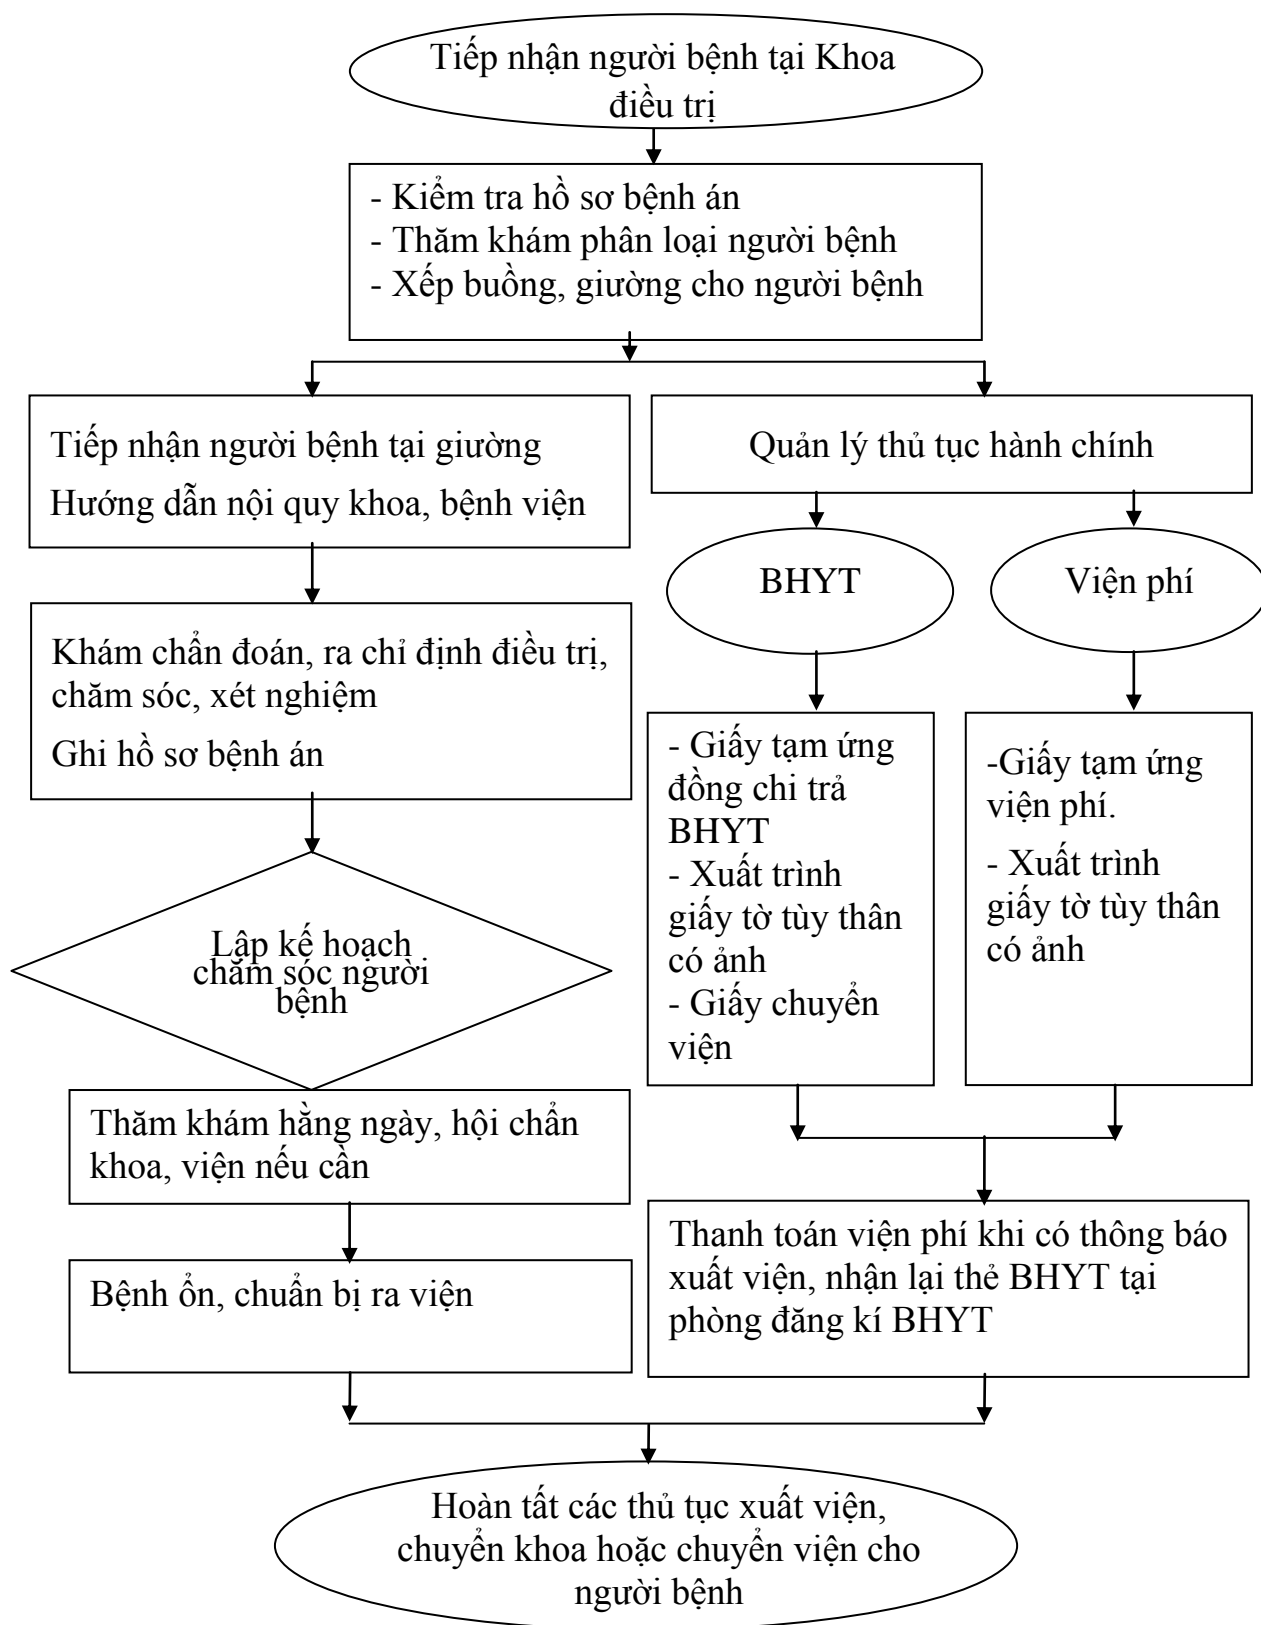 Tiếp nhận người bệnh tại Khoa
điều trị
- Kiểm tra hồ sơ bệnh án
- Thăm khám phân loại người bệnh
- Xếp buồng, giường cho người bệnh
Tiếp nhận người bệnh tại giường
Hướng dẫn nội quy khoa, bệnh viện
Quản lý thủ tục hành chính
BHYT
Viện phí
Khám chẩn đoán, ra chỉ định điều trị,
chăm sóc, xét nghiệm
Ghi hồ sơ bệnh án
- Giấy tạm ứng
đồng chi trả
BHYT
- Xuất trình
giấy tờ tùy thân
có ảnh
- Giấy chuyển
viện
-Giấy tạm ứng
viện phí.
- Xuất trình
giấy tờ tùy thân
có ảnh
Lập kế hoạch
chăm sóc người
bệnh
Thăm khám hằng ngày, hội chẩn
khoa, viện nếu cần
Bệnh ổn, chuẩn bị ra viện
Thanh toán viện phí khi có thông báo
xuất viện, nhận lại thẻ BHYT tại
phòng đăng kí BHYT
Hoàn tất các thủ tục xuất viện,
chuyển khoa hoặc chuyển viện cho
người bệnh